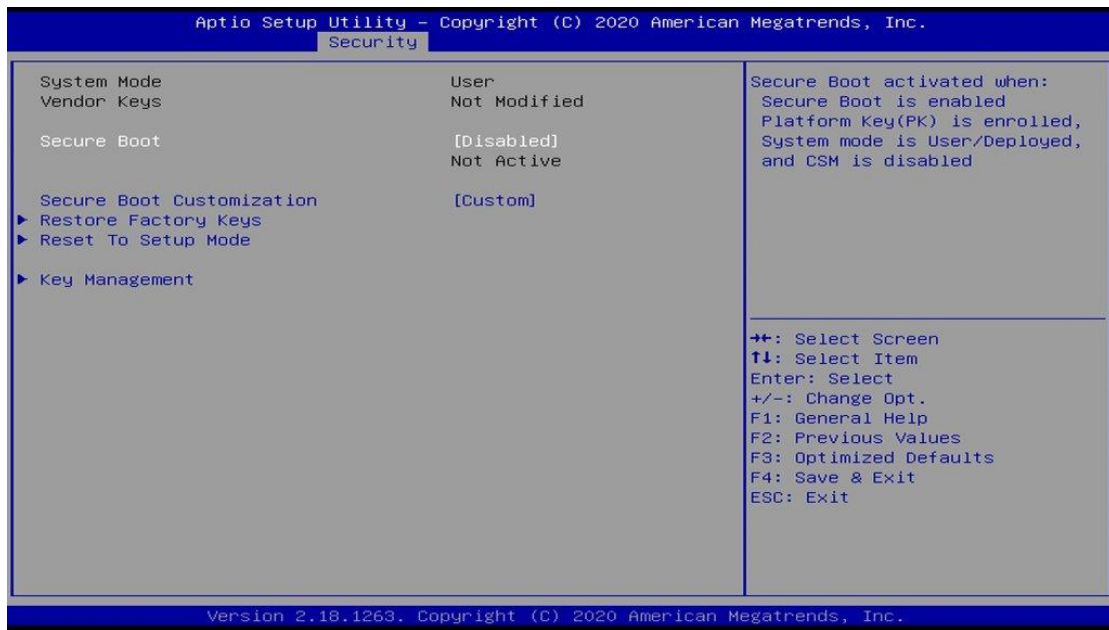 Aptio Setup Utility – Copyright (C) 2020 American Megatrends, Inc.
Security
System Mode User
Vendor Keys Not Modified
Secure Boot [Disabled]
Not Active
Secure Boot Customization [Custom]
► Restore Factory Keys
► Reset To Setup Mode
► Key Management
Secure Boot activated when:
Secure Boot is enabled
Platform Key(PK) is enrolled,
System mode is User/Deployed,
and CSM is disabled
→←: Select Screen
↑↓: Select Item
Enter: Select
+/-: Change Opt.
F1: General Help
F2: Previous Values
F3: Optimized Defaults
F4: Save & Exit
ESC: Exit
Version 2.18.1263. Copyright (C) 2020 American Megatrends, Inc.